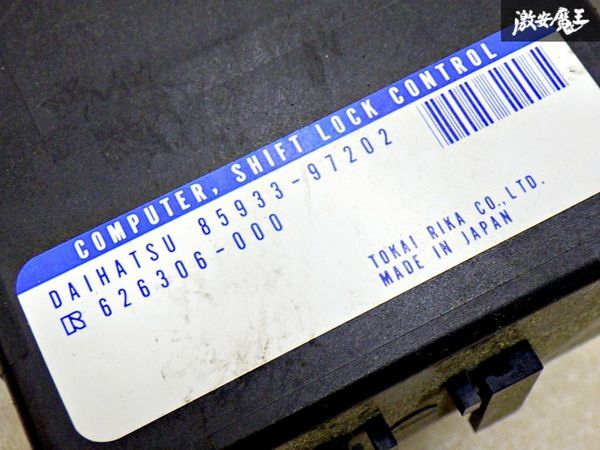 激安魔王
COMPUTER, SHIFT LOCK CONTROL
DAIHATSU 85933-97202
626306-000
TOKAI RIKA CO., LTD.
MADE IN JAPAN